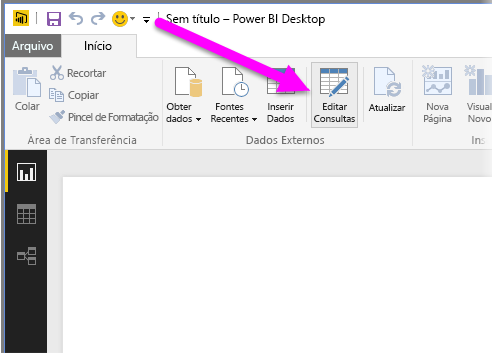 Sem título – Power BI Desktop
Arquivo
Início
Colar
Recortar
Copiar
Pincel de Formatação
Obter
dados
Fontes
Recentes
Inserir
Dados
Editar
Consultas
Atualizar
Nova
Página
Visual
Novo
Área de Transferência
Dados Externos
Ins